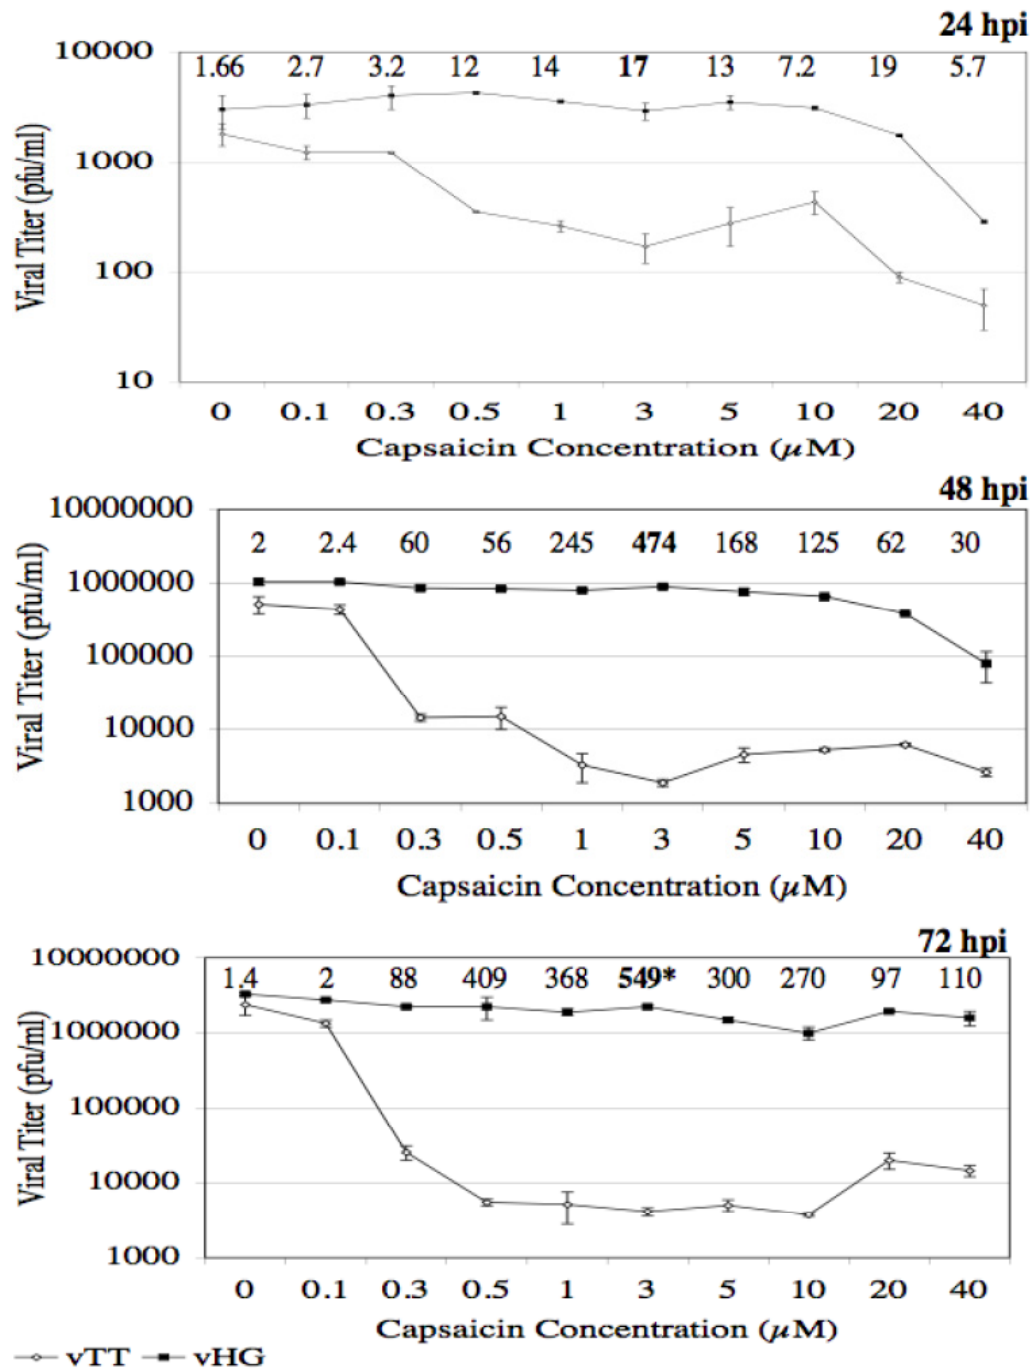 24 hpi
10000
1.66 2.7 3.2 12 14 17 13 7.2 19 5.7
1000
100
10
Viral Titer (pfu/ml)
0 0.1 0.3 0.5 1 3 5 10 20 40
Capsaicin Concentration (µM)
48 hpi
10000000
2 2.4 60 56 245 474 168 125 62 30
1000000
100000
10000
1000
Viral Titer (pfu/ml)
0 0.1 0.3 0.5 1 3 5 10 20 40
Capsaicin Concentration (µM)
72 hpi
10000000
1.4 2 88 409 368 549* 300 270 97 110
1000000
100000
10000
1000
Viral Titer (pfu/ml)
0 0.1 0.3 0.5 1 3 5 10 20 40
Capsaicin Concentration (µM)
vTT vHG